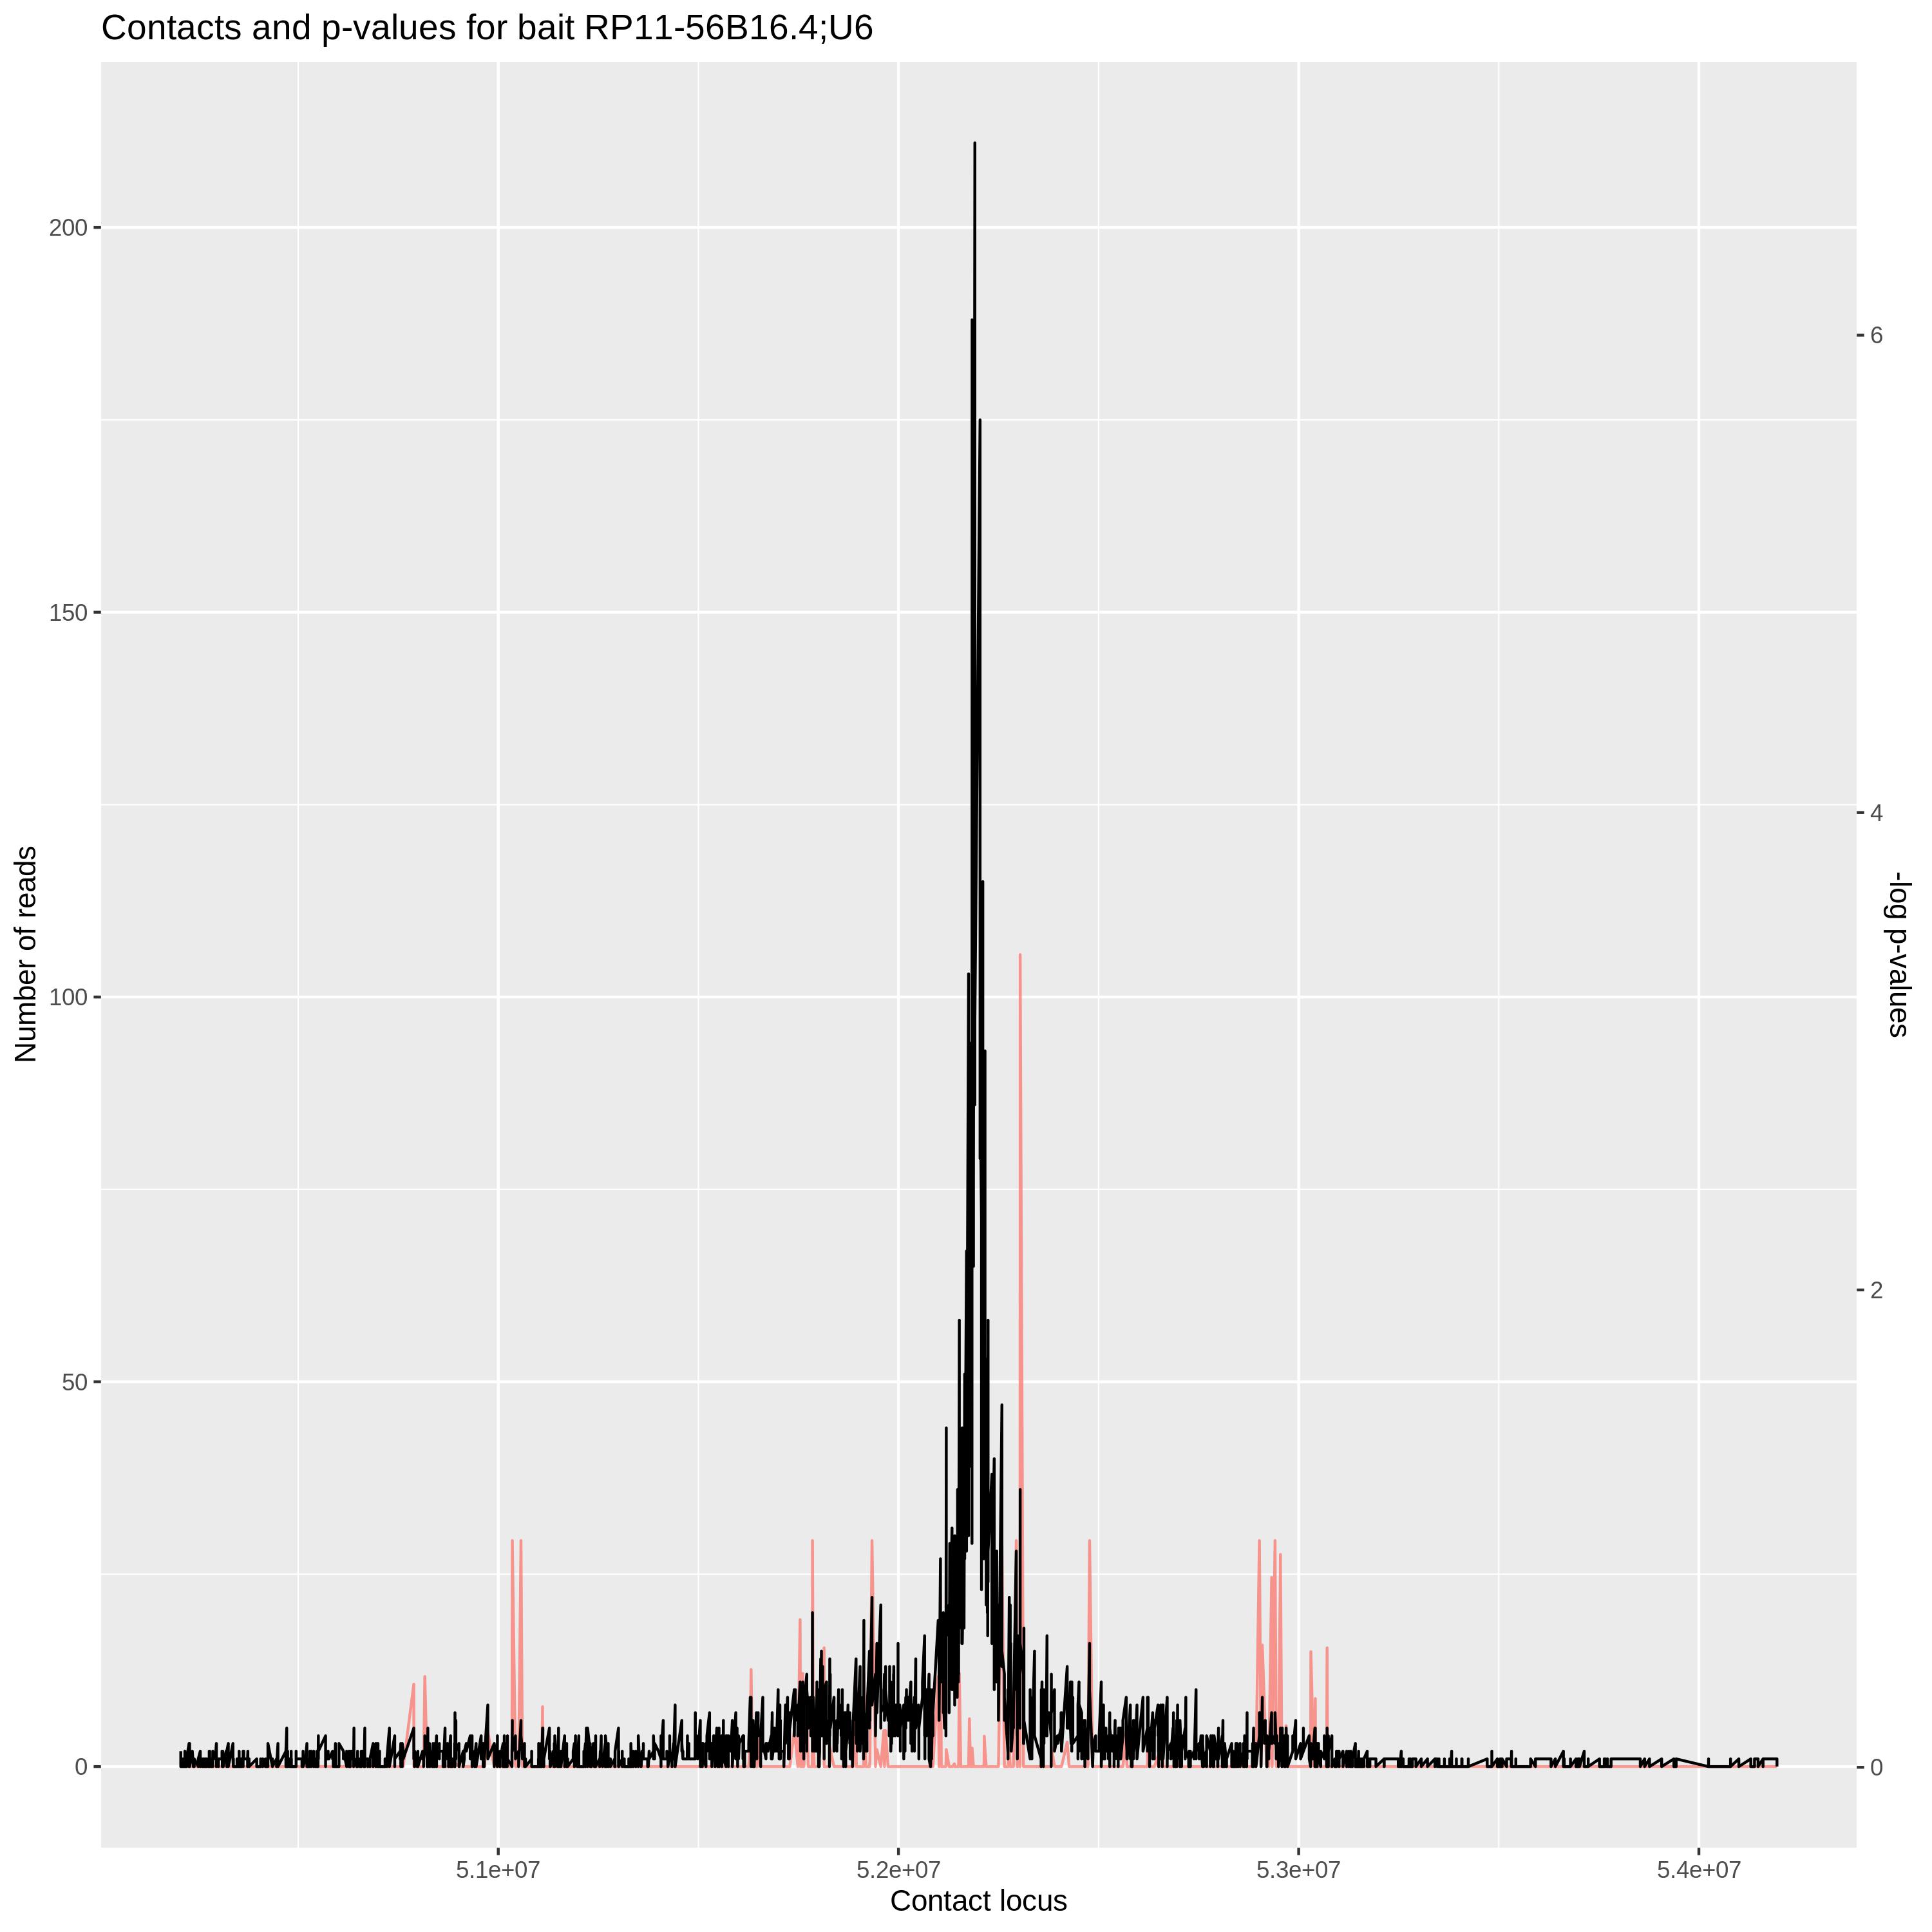 Contacts and p-values for bait RP11-56B16.4;U6
200
150
100
50
0
Number of reads
6
4
2
0
-log p-values
5.1e+07
5.2e+07
5.3e+07
5.4e+07
Contact locus